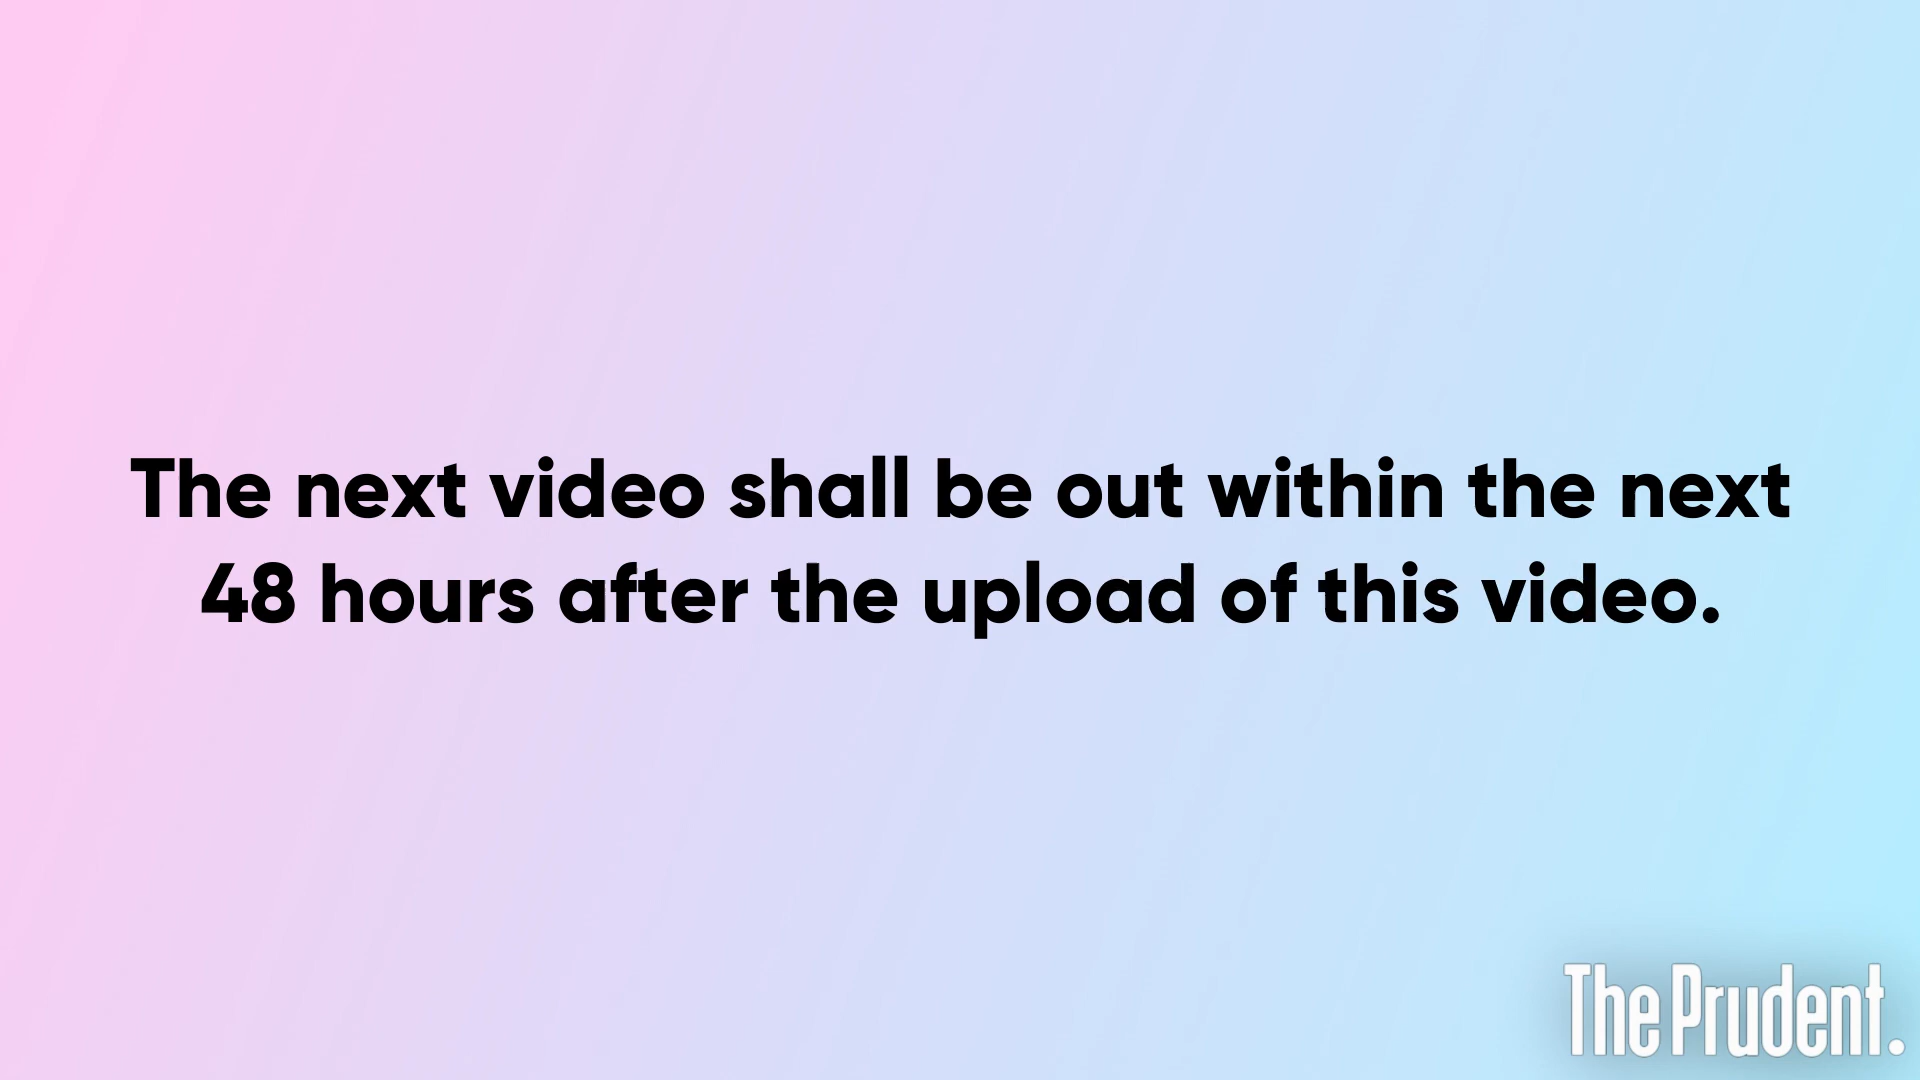 The next video shall be out within the next
48 hours after the upload of this video.
The Prudent.